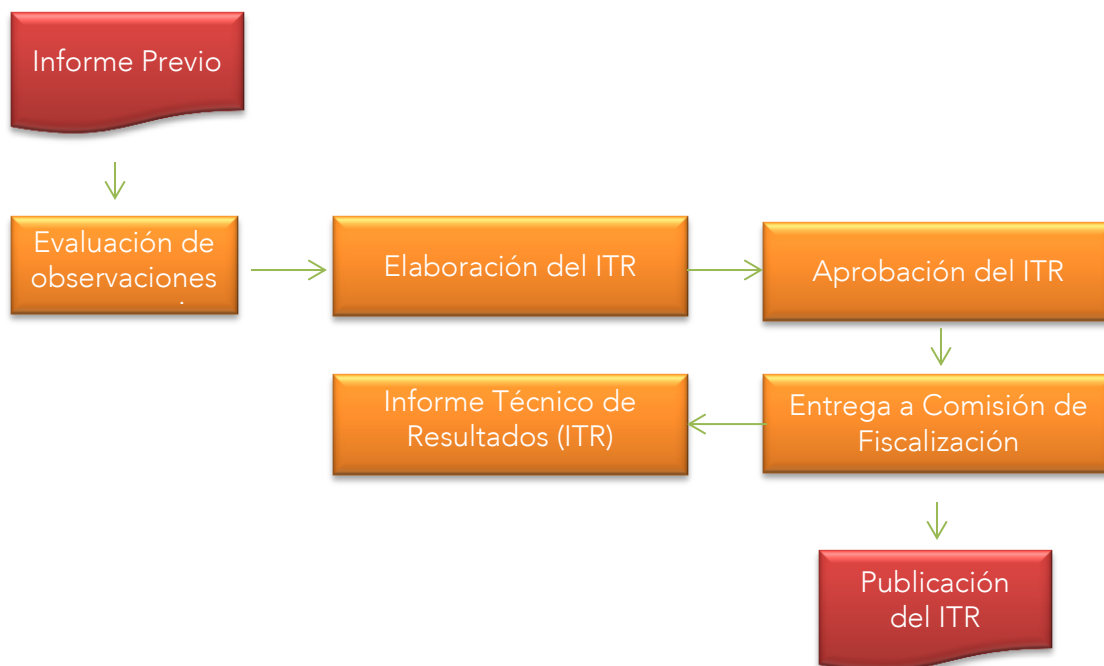 Informe Previo
Evaluación de
observaciones
Elaboración del ITR
Aprobación del ITR
Informe Técnico de
Resultados (ITR)
Entrega a Comisión de
Fiscalización
Publicación
del ITR